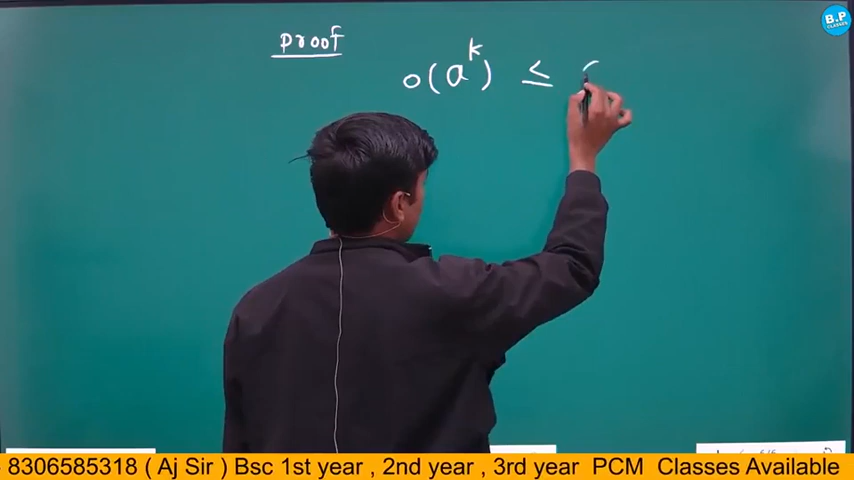 Proof
o(a^k) ≤
B.P
CLASSES
8306585318 ( Aj Sir ) Bsc 1st year , 2nd year , 3rd year PCM Classes Available